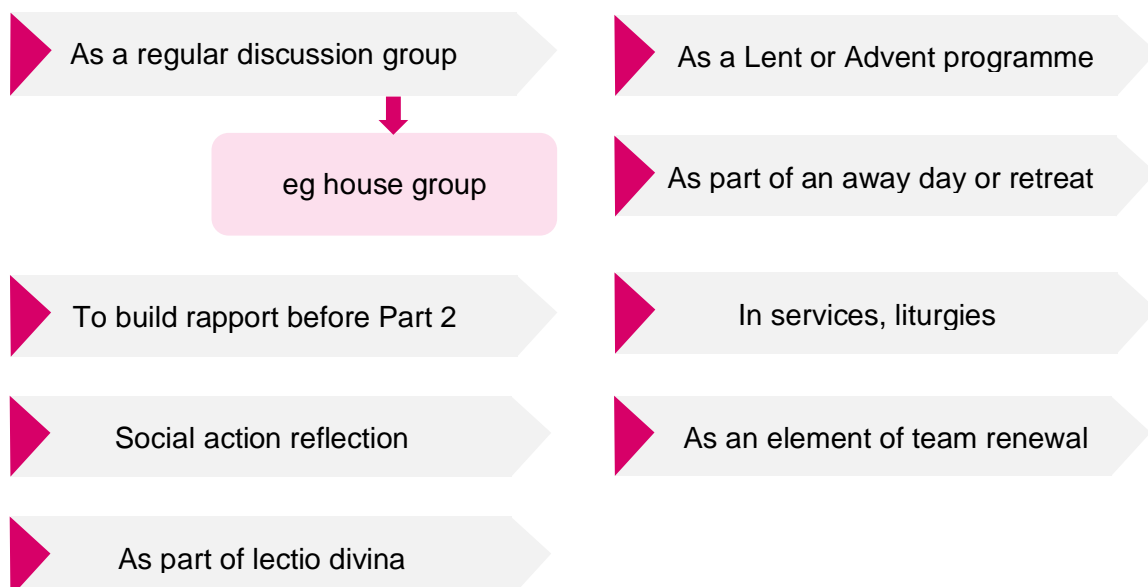 As a regular discussion group
eg house group
To build rapport before Part 2
Social action reflection
As part of lectio divina
As a Lent or Advent programme
As part of an away day or retreat
In services, liturgies
As an element of team renewal